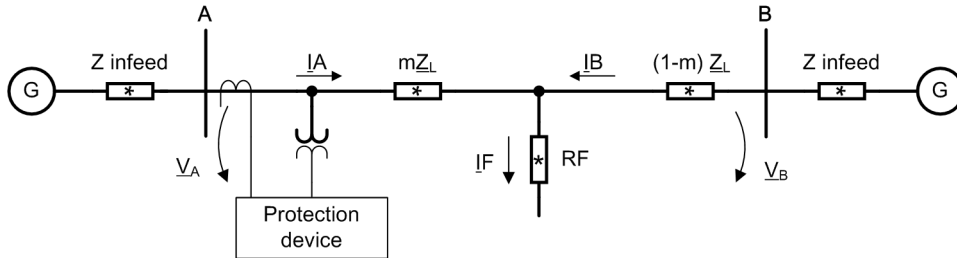 A
B
Z infeed
IA
mZL
IB
(1-m) ZL
Z infeed
G
G
* * * *
VA
IF
*
RF
VB
Protection
device